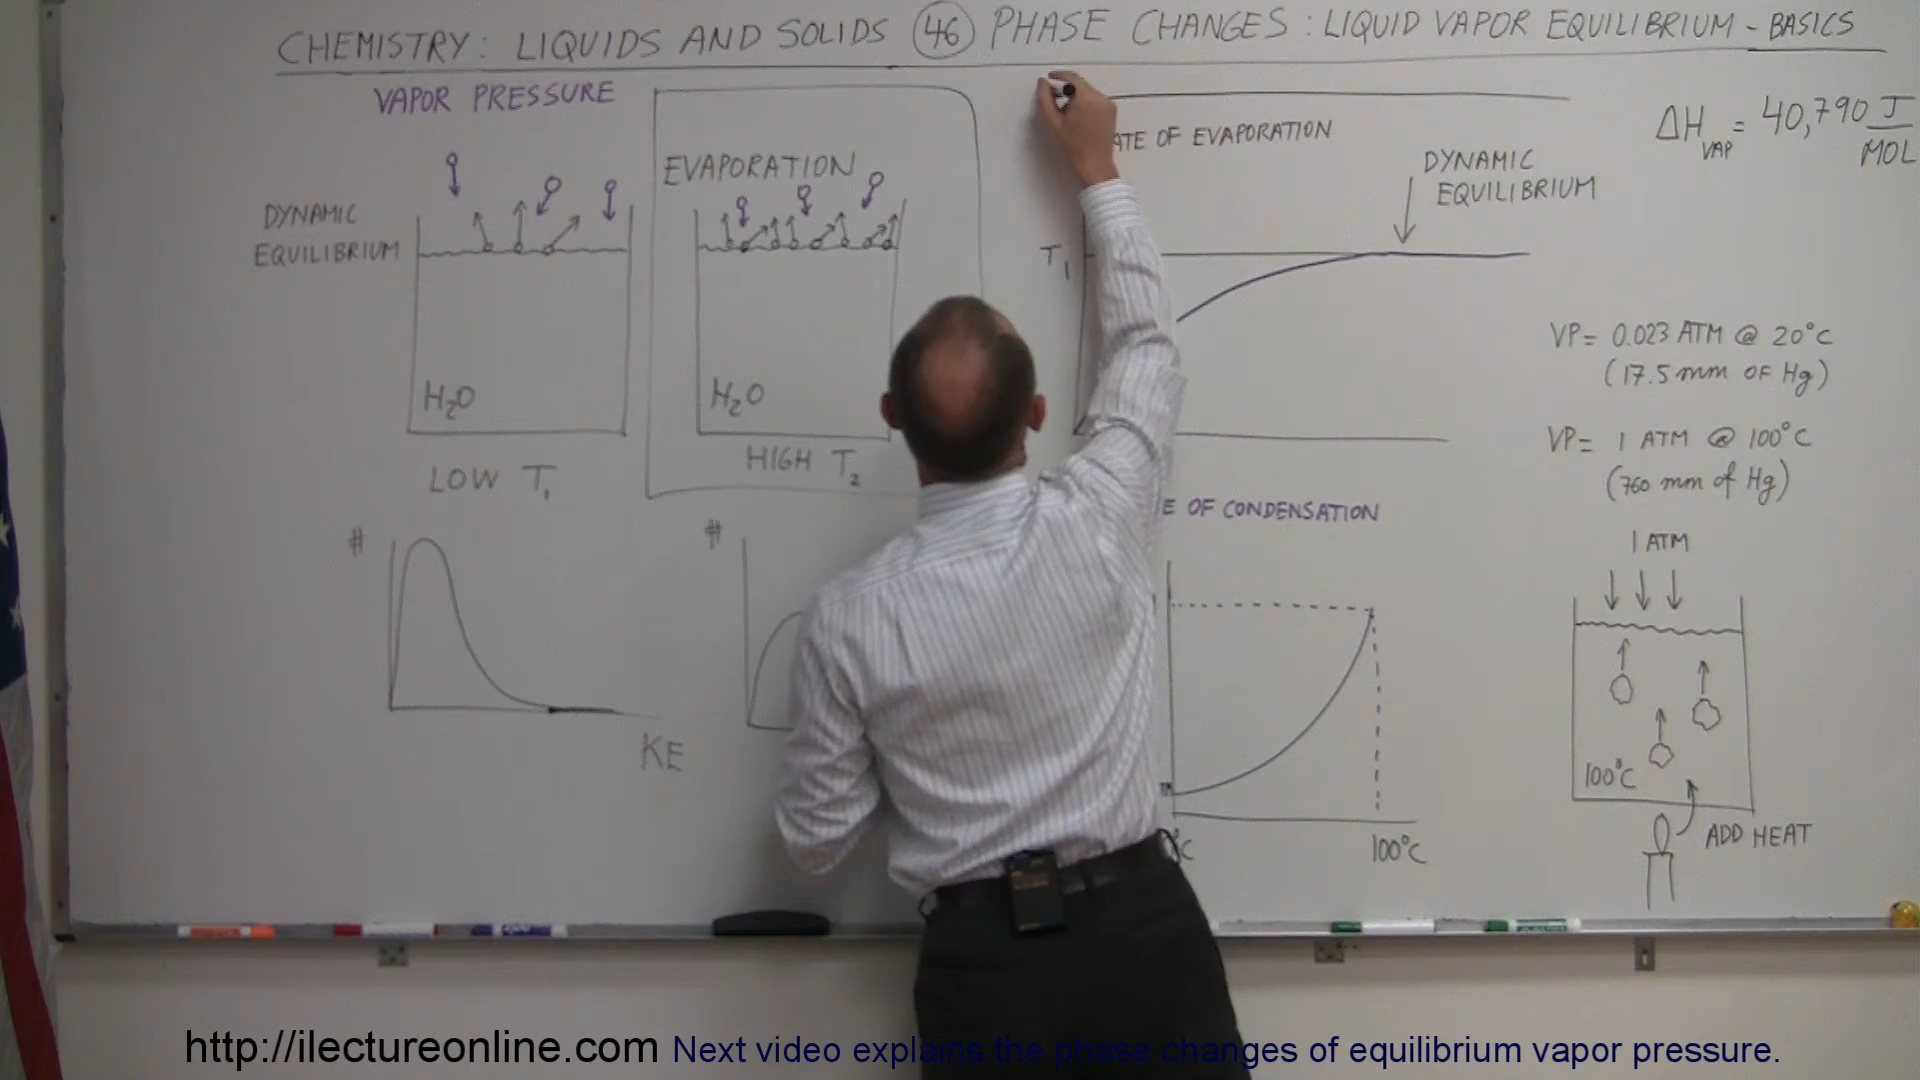 CHEMISTRY: LIQUIDS AND SOLIDS 46 PHASE CHANGES: LIQUID VAPOR EQUILIBRIUM - BASICS
VAPOR PRESSURE
DYNAMIC
EQUILIBRIUM
H2O
LOW T1
EVAPORATION
H2O
HIGH T2
#
KE
#
OF EVAPORATION
T1
DYNAMIC
EQUILIBRIUM
OF CONDENSATION
100°C
ΔHVAP = 40,790 J/MOL
VP= 0.023 ATM @ 20°C
(17.5 mm OF Hg)
VP= 1 ATM @ 100°C
(760 mm of Hg)
1 ATM
100°C
ADD HEAT
http://ilectureonline.com Next video explains the phase changes of equilibrium vapor pressure.